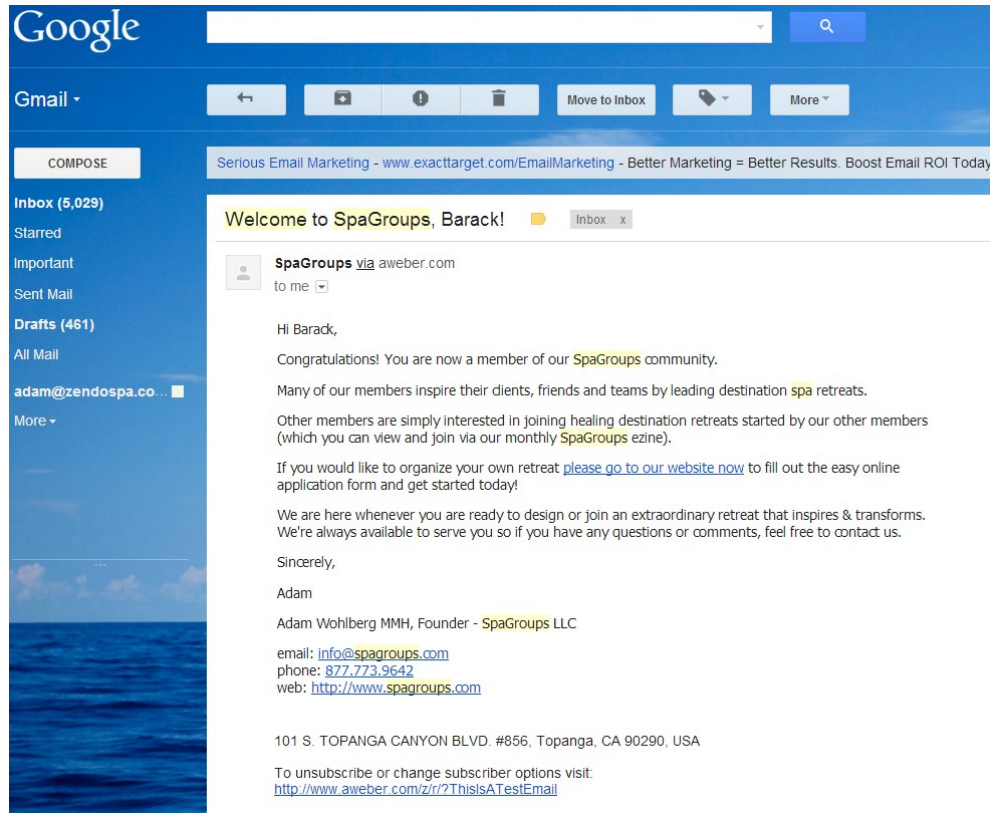 Google
Gmail
Move to Inbox
More
COMPOSE
Serious Email Marketing - www.exacttarget.com/EmailMarketing - Better Marketing = Better Results. Boost Email ROI Today
Inbox (5,029)
Starred
Important
Sent Mail
Drafts (461)
All Mail
adam@zendospa.co...
More
Welcome to SpaGroups, Barack!
Inbox x
SpaGroups via aweber.com
to me
Hi Barack,
Congratulations! You are now a member of our SpaGroups community.
Many of our members inspire their clients, friends and teams by leading destination spa retreats.
Other members are simply interested in joining healing destination retreats started by our other members
(which you can view and join via our monthly SpaGroups ezine).
If you would like to organize your own retreat please go to our website now to fill out the easy online
application form and get started today!
We are here whenever you are ready to design or join an extraordinary retreat that inspires & transforms.
We're always available to serve you so if you have any questions or comments, feel free to contact us.
Sincerely,
Adam
Adam Wohlberg MMH, Founder - SpaGroups LLC
email: info@spagroups.com
phone: 877.773.9642
web: http://www.spagroups.com
101 S. TOPANGA CANYON BLVD. #856, Topanga, CA 90290, USA
To unsubscribe or change subscriber options visit:
http://www.aweber.com/z/r/?ThisIsATestEmail